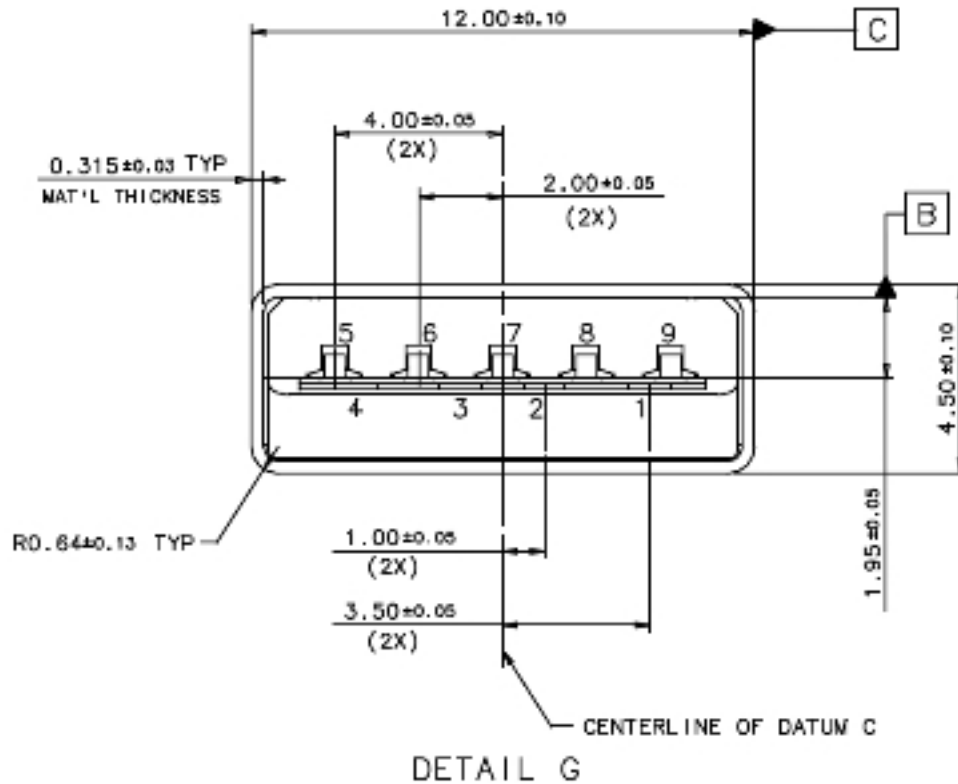 12.00±0.10
C
4.00±0.05
(2X)
0.315±0.03 TYP
MAT'L THICKNESS
2.00±0.05
(2X)
B
5 6 7 8 9
4 3 2 1
4.50±0.10
1.95±0.05
R0.64±0.13 TYP
1.00±0.05
(2X)
3.50±0.05
(2X)
CENTERLINE OF DATUM C
DETAIL G